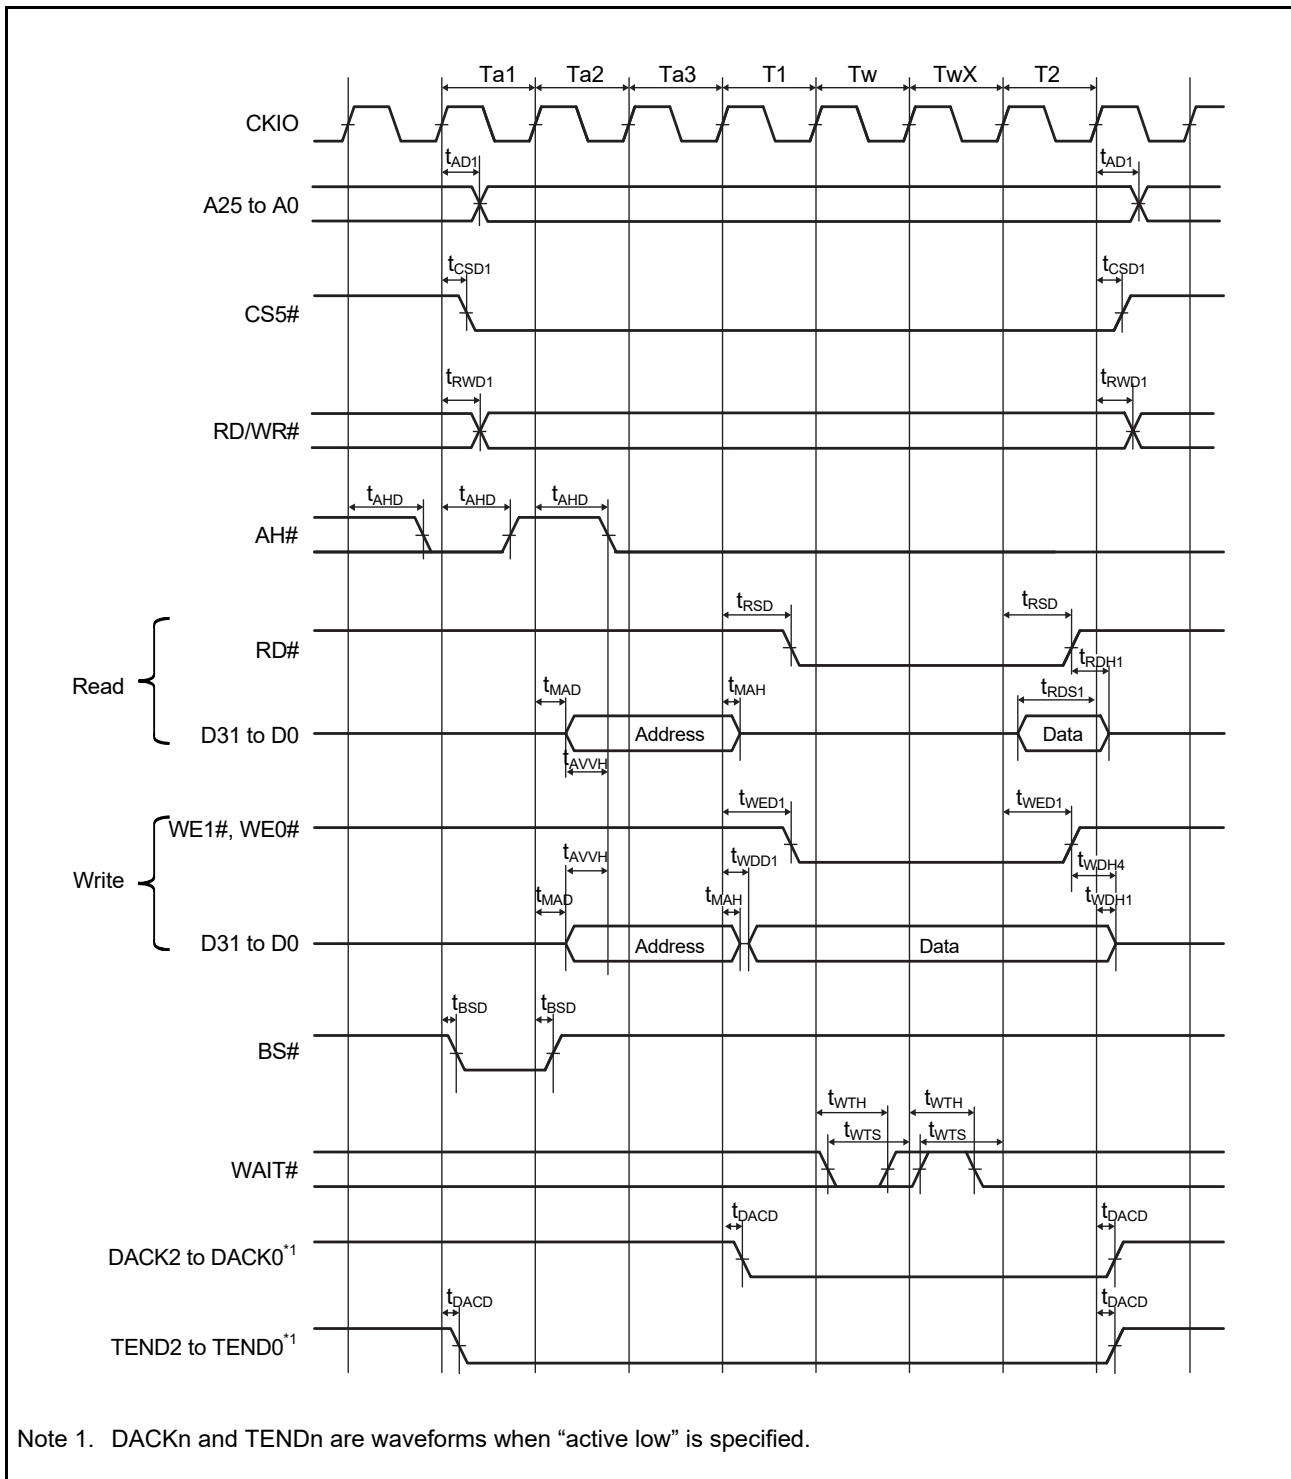 Ta1 Ta2 Ta3 T1 Tw TwX T2
CKIO
tAD1 tAD1
A25 to A0
tCSD1 tCSD1
CS5#
tRWD1 tRWD1
RD/WR#
tAHD tAHD tAHD
AH#
tRSD tRSD
RD#
tRDH1
Read
tMAD tMAH tRDS1
D31 to D0 Address Data
tAVVH
tWED1 tWED1
WE1#, WE0#
tAVVH tWDD1 tWDH4
Write
tMAD tMAH tWDH1
D31 to D0 Address Data
tBSD tBSD
BS#
tWTH tWTH
tWTS tWTS
WAIT#
tDACD tDACD
DACK2 to DACK0*1
tDACD tDACD
TEND2 to TEND0*1
Note 1. DACKn and TENDn are waveforms when “active low” is specified.